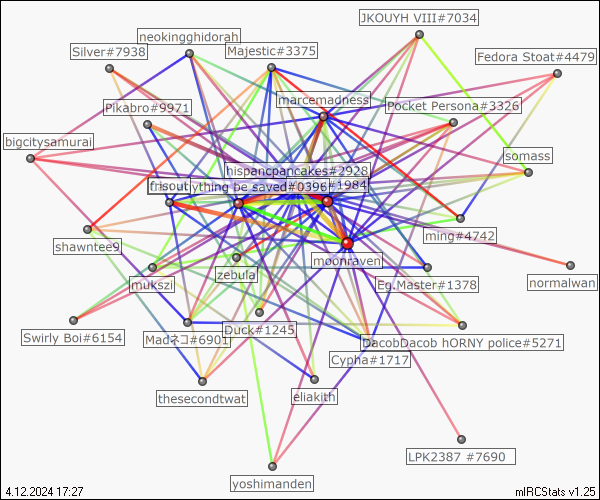 JKOUYH VIII#7034
neokingghidorah
Silver#7938
Majestic#3375
Fedora Stoat#4479
marcemadness
Pikabro#9971
Pocket Persona#3326
bigcitysamurai
sornass
hispancpancakes#2928
frisout
ything be saved#0396
1984
shawntee9
ming#4742
moonraven
zebula
mukszi
Eg.Master#1378
normalwan
Swirly Boi#6154
Madネコ#6901
Duck#1245
DacobDacob hORNY police#5271
Cypha#1717
thesecondtwat
eliakith
LPK2387 #7690
yoshimanden
4.12.2024 17:27
mIRCStats v1.25